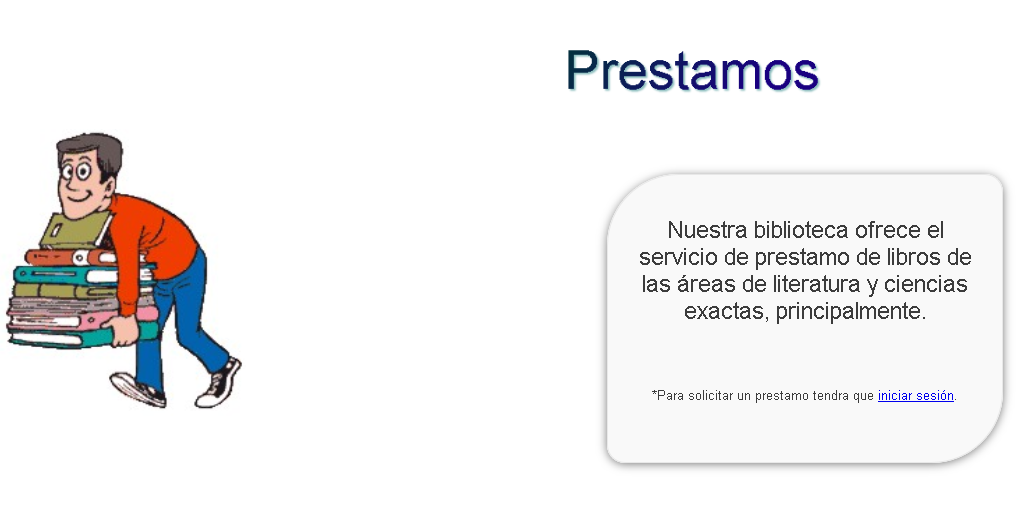 Prestamos
Nuestra biblioteca ofrece el
servicio de prestamo de libros de
las áreas de literatura y ciencias
exactas, principalmente.
*Para solicitar un prestamo tendra que iniciar sesión.